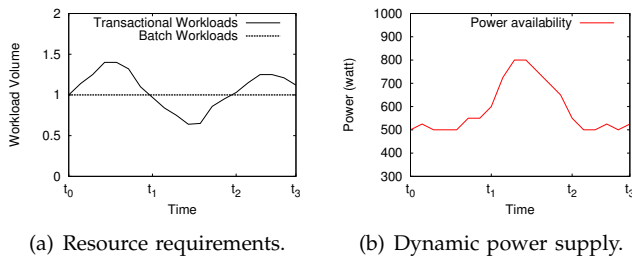 2
1.5
1
0.5
0
Workload Volume
Transactional Workloads
Batch Workloads
t0 t1 t2 t3
Time
(a) Resource requirements.
1000
900
800
700
600
500
400
300
Power (watt)
Power availability
t0 t1 t2 t3
Time
(b) Dynamic power supply.